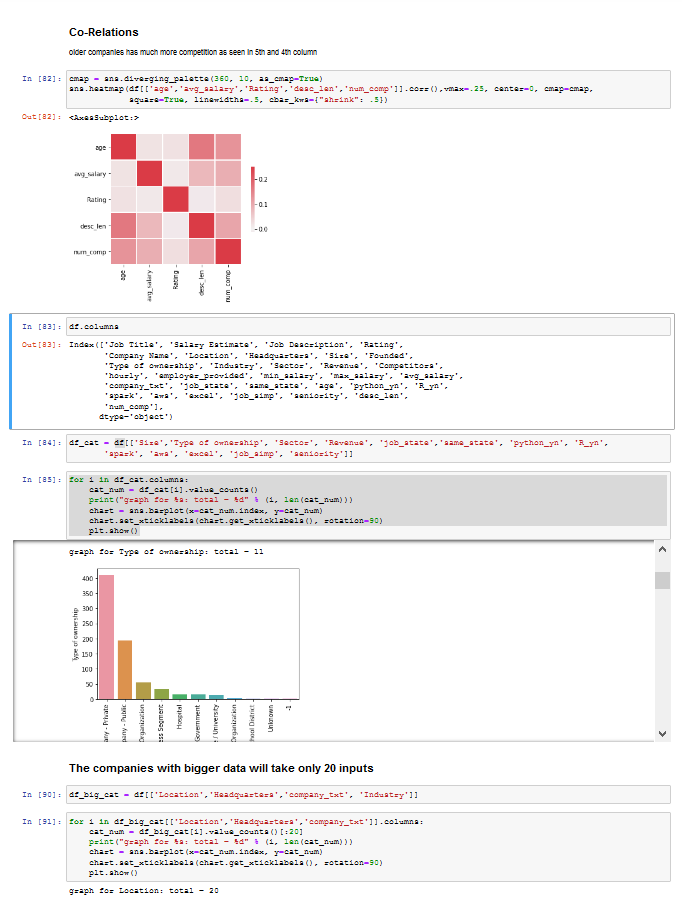 Co-Relations
older companies has much more competition as seen in 5th and 4th column
In [82]: cmap = sns.diverging_palette(360, 10, as_cmap=True)
sns.heatmap(df[['age','avg_salary','Rating','desc_len','num_comp']].corr(),vmax=.25, center=0, cmap=cmap,
square=True, linewidths=.5, cbar_kws={"shrink": .5})
Out[82]: <AxesSubplot:>
age
avg_salary
Rating
desc_len
num_comp
0.2
0.1
0.0
age
avg_salary
Rating
desc_len
num_comp
In [83]: df.columns
Out[83]: Index(['Job Title', 'Salary Estimate', 'Job Description', 'Rating',
'Company Name', 'Location', 'Headquarters', 'Size', 'Founded',
'Type of ownership', 'Industry', 'Sector', 'Revenue', 'Competitors',
'hourly', 'employer_provided', 'min_salary', 'max_salary', 'avg_salary',
'company_txt', 'job_state', 'same_state', 'age', 'python_yn', 'R_yn',
'spark', 'aws', 'excel', 'job_simp', 'seniority', 'desc_len',
'num_comp'],
dtype='object')
In [84]: df_cat = df[['Size','Type of ownership', 'Sector', 'Revenue', 'job_state','same_state', 'python_yn', 'R_yn',
'spark', 'aws', 'excel', 'job_simp', 'seniority']]
In [85]: for i in df_cat.columns:
cat_num = df_cat[i].value_counts()
print("graph for %s: total = %d" % (i, len(cat_num)))
chart = sns.barplot(x=cat_num.index, y=cat_num)
chart.set_xticklabels(chart.get_xticklabels(), rotation=90)
plt.show()
graph for Type of ownership: total = 11
400
350
300
250
200
150
100
50
0
Type of ownership
any - Private
pany - Public
Organization
ess Segment
Hospital
Government
/ University
Organization
hool District
Unknown
-1
The companies with bigger data will take only 20 inputs
In [90]: df_big_cat = df[['Location','Headquarters','company_txt', 'Industry']]
In [91]: for i in df_big_cat[['Location','Headquarters','company_txt']].columns:
cat_num = df_big_cat[i].value_counts()[:20]
print("graph for %s: total = %d" % (i, len(cat_num)))
chart = sns.barplot(x=cat_num.index, y=cat_num)
chart.set_xticklabels(chart.get_xticklabels(), rotation=90)
plt.show()
graph for Location: total = 20